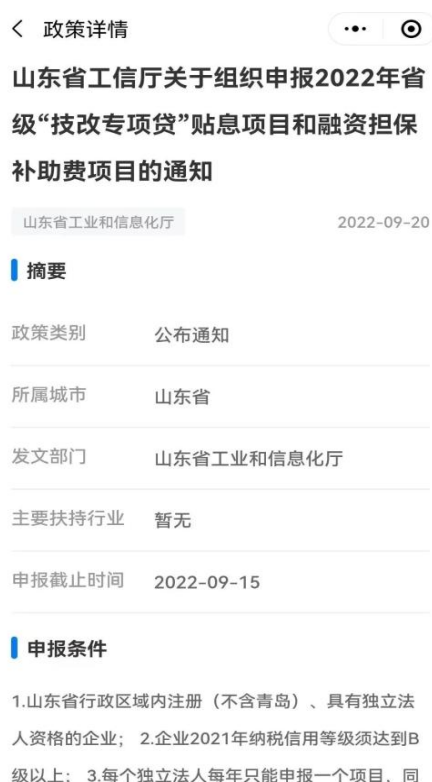 政策详情
山东省工信厅关于组织申报2022年省
级“技改专项贷”贴息项目和融资担保
补助费项目的通知
山东省工业和信息化厅 2022-09-20
摘要
政策类别 公布通知
所属城市 山东省
发文部门 山东省工业和信息化厅
主要扶持行业 暂无
申报截止时间 2022-09-15
申报条件
1.山东省行政区域内注册（不含青岛）、具有独立法
人资格的企业； 2.企业2021年纳税信用等级须达到B
级以上； 3.每个独立法人每年只能申报一个项目，同